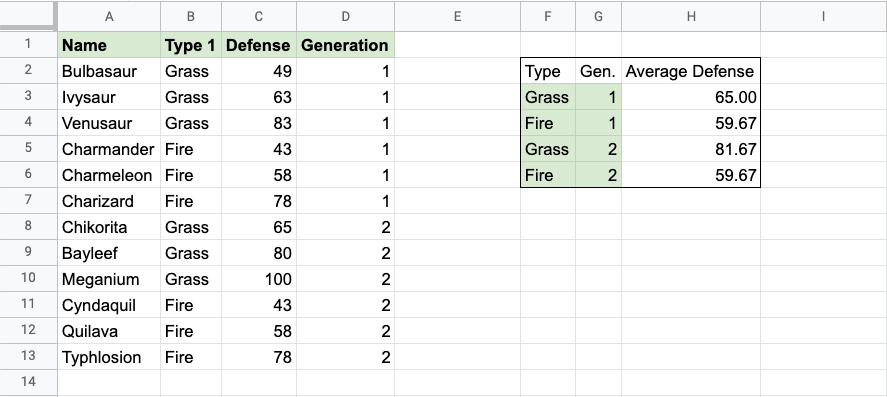 A B C D E F G H I
1 Name Type 1 Defense Generation
2 Bulbasaur Grass 49 1 Type Gen. Average Defense
3 Ivysaur Grass 63 1 Grass 1 65.00
4 Venusaur Grass 83 1 Fire 1 59.67
5 Charmander Fire 43 1 Grass 2 81.67
6 Charmeleon Fire 58 1 Fire 2 59.67
7 Charizard Fire 78 1
8 Chikorita Grass 65 2
9 Bayleef Grass 80 2
10 Meganium Grass 100 2
11 Cyndaquil Fire 43 2
12 Quilava Fire 58 2
13 Typhlosion Fire 78 2
14